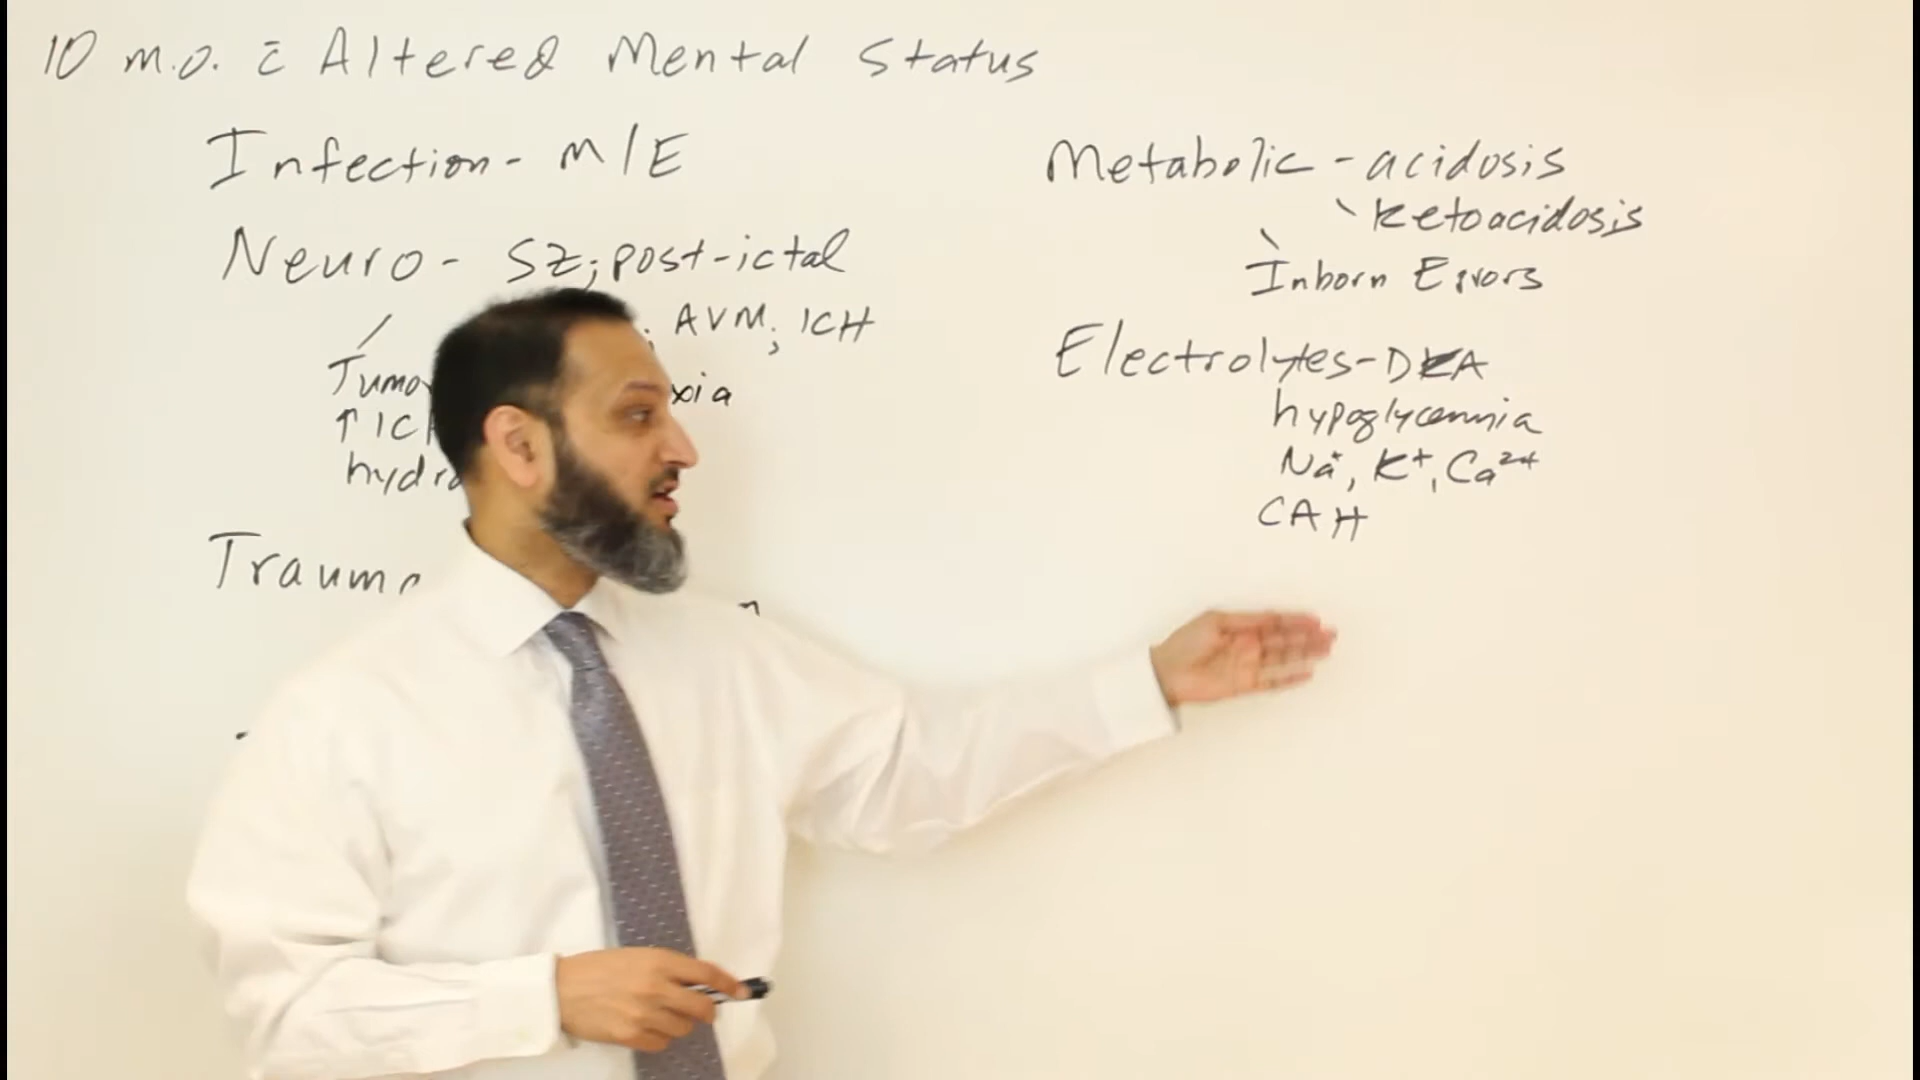 10 m.o. c̄ Altered Mental Status
Infection - M/E
Neuro - SZ; post-ictal
; AVM; ICH
Tumo
xia
↑ IC
hydro
Trauma
Metabolic - acidosis
\ ketoacidosis
\ Inborn Errors
Electrolytes - DKA
hypoglycemia
Na+, K+, Ca2+
CAH